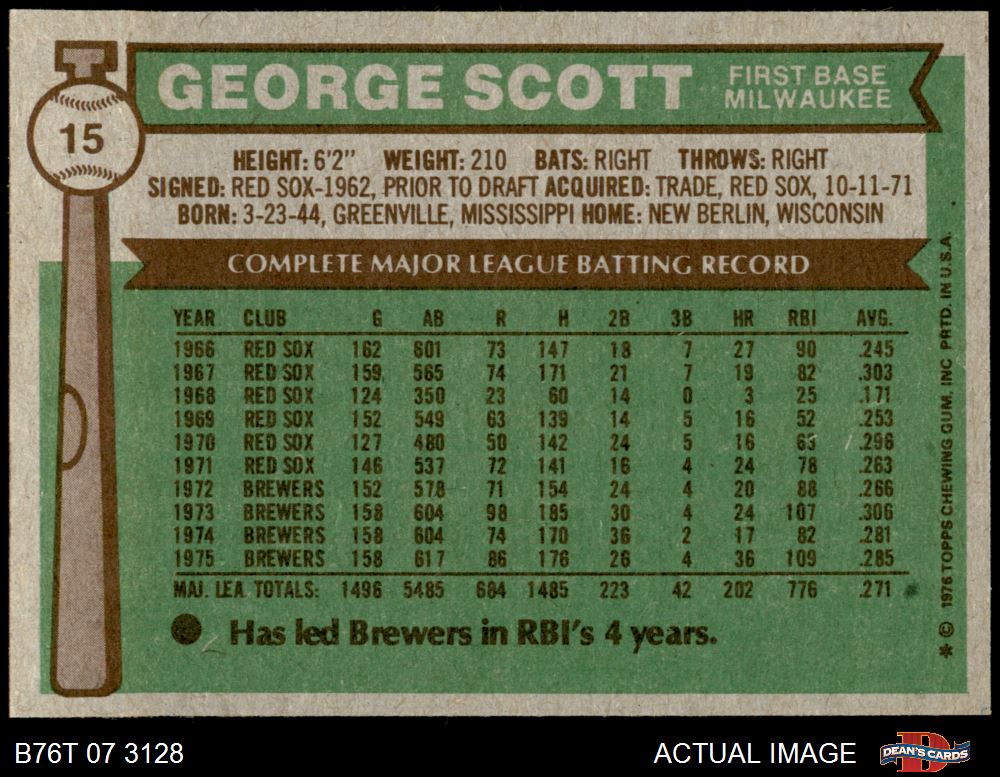 GEORGE SCOTT FIRST BASE
MILWAUKEE
15
HEIGHT: 6'2" WEIGHT: 210 BATS: RIGHT THROWS: RIGHT
SIGNED: RED SOX-1962, PRIOR TO DRAFT ACQUIRED: TRADE, RED SOX, 10-11-71
BORN: 3-23-44, GREENVILLE, MISSISSIPPI HOME: NEW BERLIN, WISCONSIN
COMPLETE MAJOR LEAGUE BATTING RECORD
YEAR CLUB G AB R H 2B 3B HR RBI AVG.
1966 RED SOX 162 601 73 147 18 7 27 90 .245
1967 RED SOX 159 565 74 171 21 7 19 82 .303
1968 RED SOX 124 350 23 60 14 0 3 25 .171
1969 RED SOX 152 549 63 139 14 5 16 52 .253
1970 RED SOX 127 480 50 142 24 5 16 63 .296
1971 RED SOX 146 537 72 141 16 4 24 78 .263
1972 BREWERS 152 578 71 154 24 4 20 88 .266
1973 BREWERS 158 604 98 185 30 4 24 107 .306
1974 BREWERS 158 604 74 170 36 2 17 82 .281
1975 BREWERS 158 617 86 176 26 4 36 109 .285
MAJ. LEA. TOTALS: 1496 5485 684 1485 223 42 202 776 .271
Has led Brewers in RBI's 4 years.
* © 1976 TOPPS CHEWING GUM. INC PRTD. IN U.S.A.
B76T 07 3128 ACTUAL IMAGE
D
DEAN'S CARDS